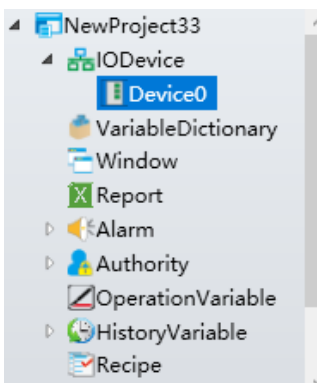 NewProject33
IODevice
Device0
VariableDictionary
Window
Report
Alarm
Authority
OperationVariable
HistoryVariable
Recipe